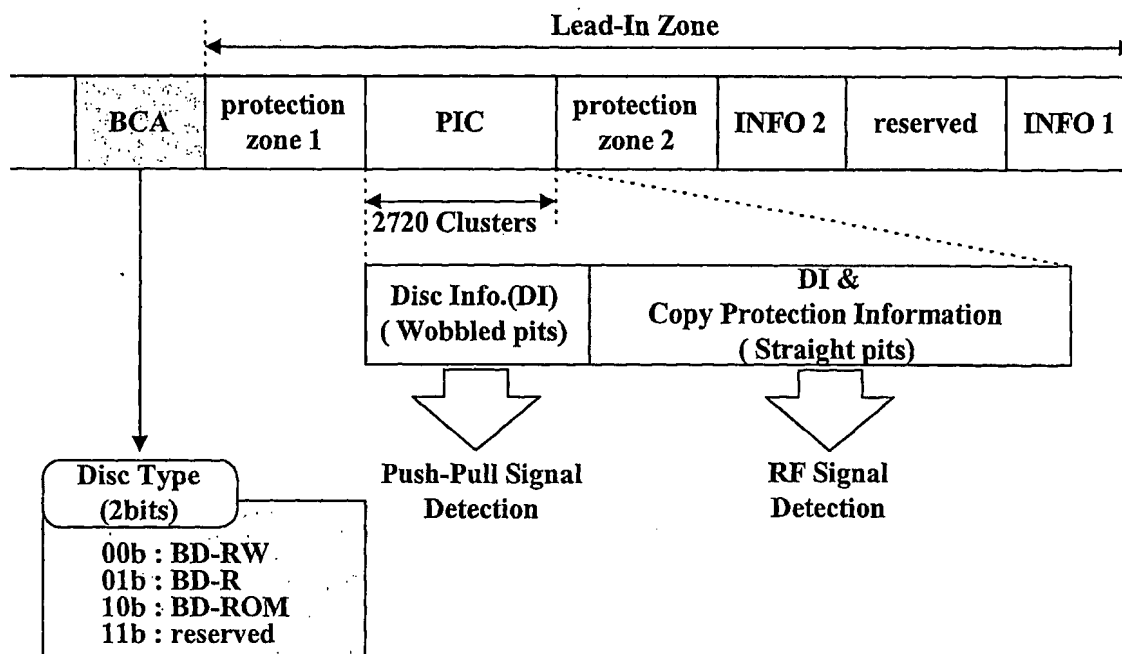 Lead-In Zone
BCA
protection
zone 1
PIC
protection
zone 2
INFO 2
reserved
INFO 1
2720 Clusters
Disc Info.(DI)
( Wobbled pits)
DI &
Copy Protection Information
( Straight pits)
Push-Pull Signal
Detection
RF Signal
Detection
Disc Type
(2bits)
00b : BD-RW
01b : BD-R
10b : BD-ROM
11b : reserved